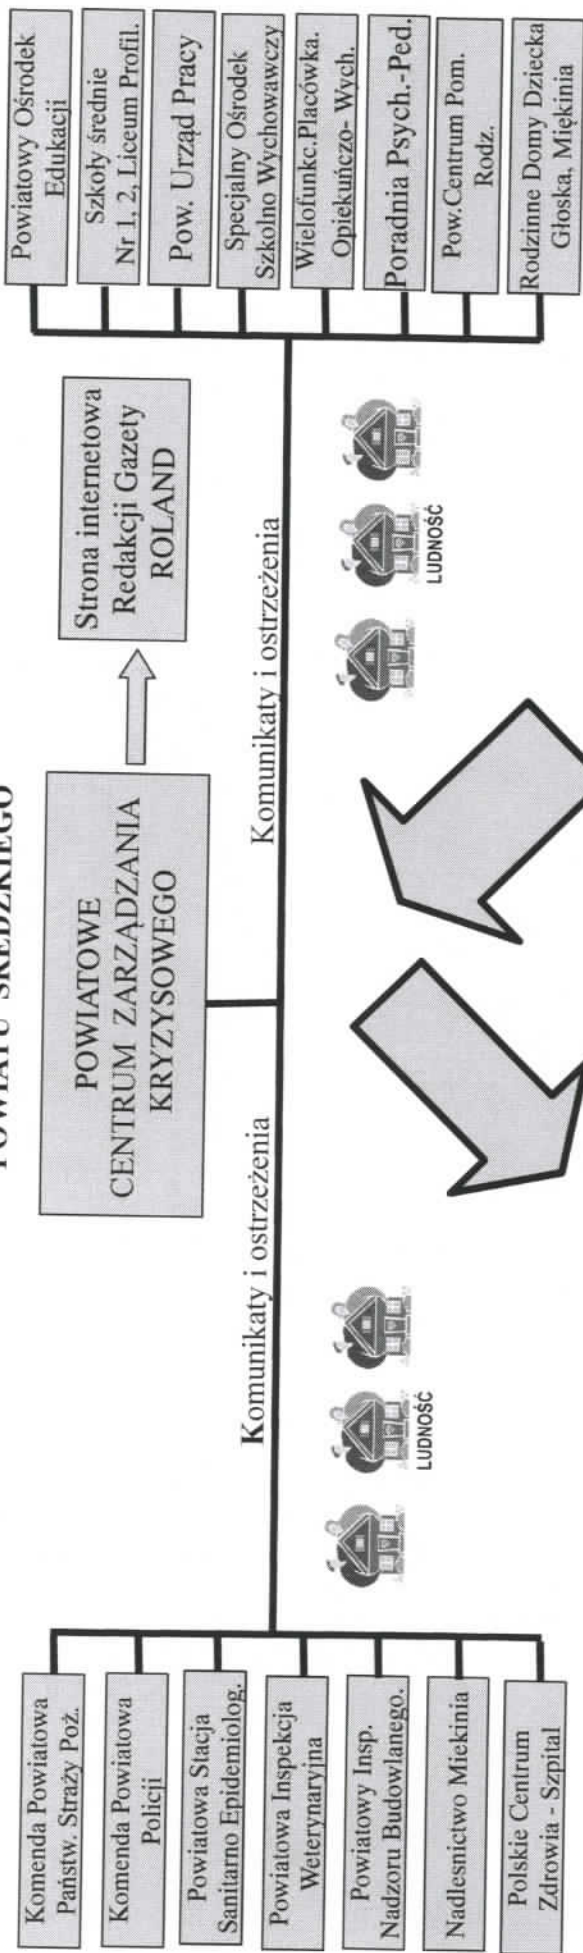 POWIATU ŚREDZKIEGO
POWIATOWE
CENTRUM ZARZĄDZANIA
KRYZYSOWEGO
Strona internetowa
Redakcji Gazety
ROLAND
Komunikaty i ostrzeżenia
Komunikaty i ostrzeżenia
Komenda Powiatowa
Państw. Straży Poż.
Komenda Powiatowa
Policji
Powiatowa Stacja
Sanitarno Epidemiolog.
Powiatowa Inspekcja
Weterynaryjna
Powiatowy Insp.
Nadzoru Budowlanego.
Nadlesnictwo Miekinia
Polskie Centrum
Zdrowia - Szpital
LUDNOŚĆ
LUDNOŚĆ
Powiatowy Ośrodek
Edukacji
Szkoły średnie
Nr 1, 2, Liceum Profil.
Pow. Urząd Pracy
Specjalny Ośrodek
Szkolno Wychowawczy
Wielofunkc.Placówka.
Opiekuńczo- Wych.
Poradnia Psych.-Ped.
Pow.Centrum Pom.
Rodz.
Rodzinne Domy Dziecka
Głoska, Miękinia